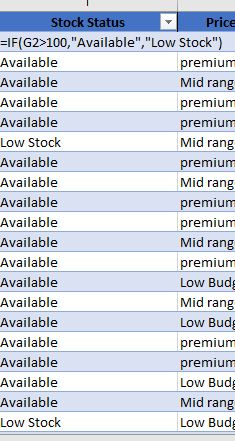 Stock Status Price
=IF(G2>100,"Available","Low Stock")
Available premium
Available Mid rang
Available premium
Available premium
Low Stock Mid rang
Available premium
Available Mid rang
Available premium
Available premium
Available Mid rang
Available premium
Available Low Budg
Available Mid rang
Available Low Budg
Available premium
Available premium
Available Low Budg
Available Mid rang
Low Stock Low Budg